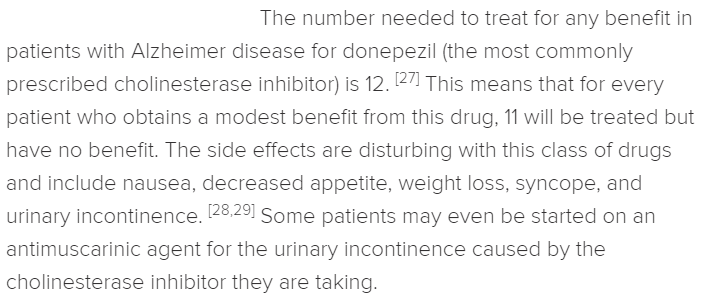 The number needed to treat for any benefit in
patients with Alzheimer disease for donepezil (the most commonly
prescribed cholinesterase inhibitor) is 12. [27] This means that for every
patient who obtains a modest benefit from this drug, 11 will be treated but
have no benefit. The side effects are disturbing with this class of drugs
and include nausea, decreased appetite, weight loss, syncope, and
urinary incontinence. [28,29] Some patients may even be started on an
antimuscarinic agent for the urinary incontinence caused by the
cholinesterase inhibitor they are taking.